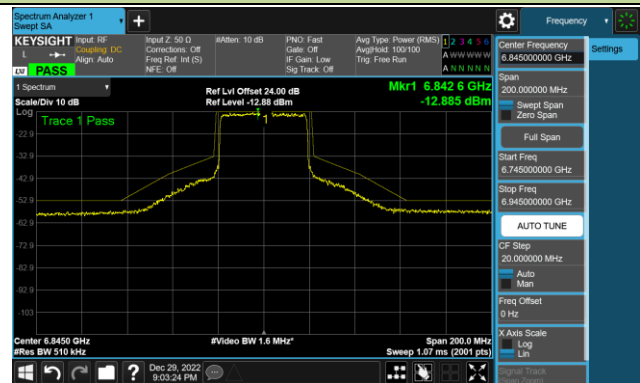 Spectrum Analyzer 1
Swept SA
Frequency
KEYSIGHT
Input: RF
Coupling: DC
Align: Auto
Input Z: 50 Ω
Corrections: Off
Freq Ref: Int (S)
NFE: Off
#Atten: 10 dB
PNO: Fast
Gate: Off
IF Gain: Low
Sig Track: Off
Avg Type: Power (RMS)
Avg|Hold: 100/100
Trig: Free Run
1 2 3 4 5 6
A W W W W W
A N N N N N
L
LXI
PASS
1 Spectrum
Scale/Div 10 dB
Ref Lvl Offset 24.00 dB
Ref Level -12.88 dBm
Mkr1 6.842 6 GHz
-12.885 dBm
Log
Trace 1 Pass
1
-22.9
-32.9
-42.9
-52.9
-62.9
-72.9
-82.9
-92.9
-103
Center 6.8450 GHz
#Res BW 510 kHz
#Video BW 1.6 MHz*
Span 200.0 MHz
Sweep 1.07 ms (2001 pts)
Dec 29, 2022
9:03:24 PM
Center Frequency
6.845000000 GHz
Settings
Span
200.000000 MHz
Swept Span
Zero Span
Full Span
Start Freq
6.745000000 GHz
Stop Freq
6.945000000 GHz
AUTO TUNE
CF Step
20.000000 MHz
Auto
Man
Freq Offset
0 Hz
X Axis Scale
Log
Lin
Signal Track
(Span Zoom)